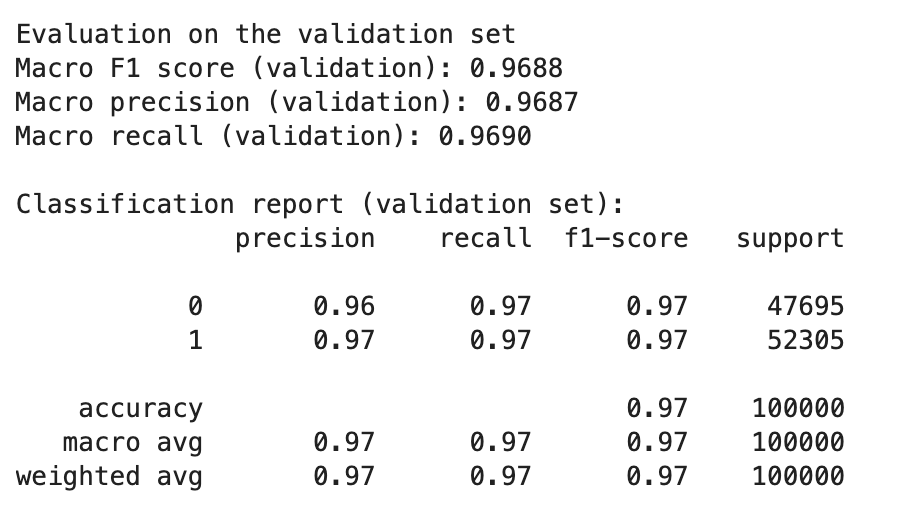 Evaluation on the validation set
Macro F1 score (validation): 0.9688
Macro precision (validation): 0.9687
Macro recall (validation): 0.9690
Classification report (validation set):
precision recall f1-score support
0 0.96 0.97 0.97 47695
1 0.97 0.97 0.97 52305
accuracy 0.97 100000
macro avg 0.97 0.97 0.97 100000
weighted avg 0.97 0.97 0.97 100000